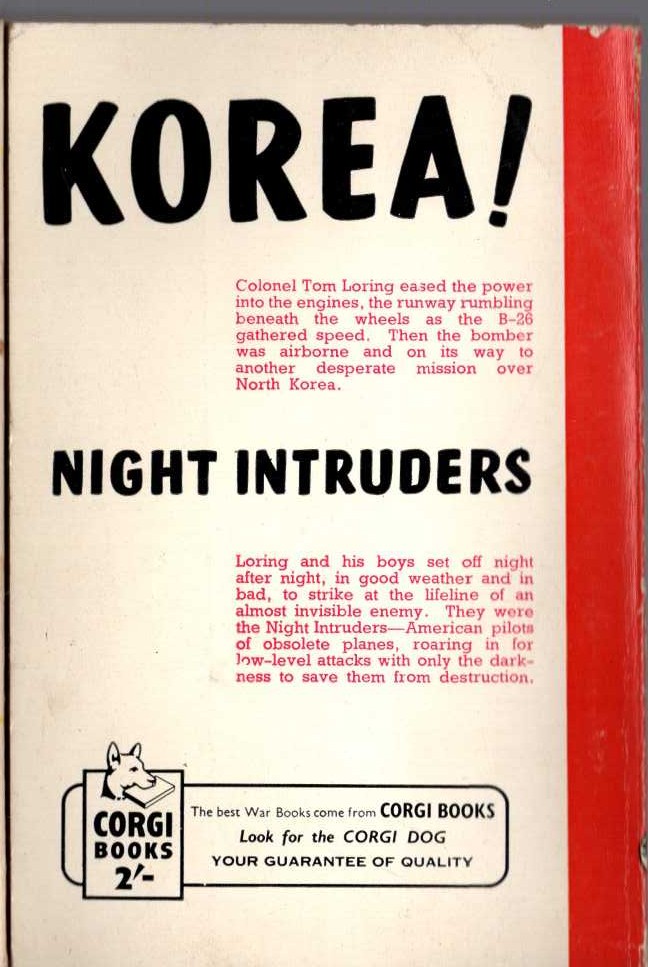 KOREA!
Colonel Tom Loring eased the power
into the engines, the runway rumbling
beneath the wheels as the B-26
gathered speed. Then the bomber
was airborne and on its way to
another desperate mission over
North Korea.
NIGHT INTRUDERS
Loring and his boys set off night
after night, in good weather and in
bad, to strike at the lifeline of an
almost invisible enemy. They were
the Night Intruders—American pilots
of obsolete planes, roaring in for
low-level attacks with only the dark-
ness to save them from destruction.
CORGI
BOOKS
2/-
The best War Books come from CORGI BOOKS
Look for the CORGI DOG
YOUR GUARANTEE OF QUALITY